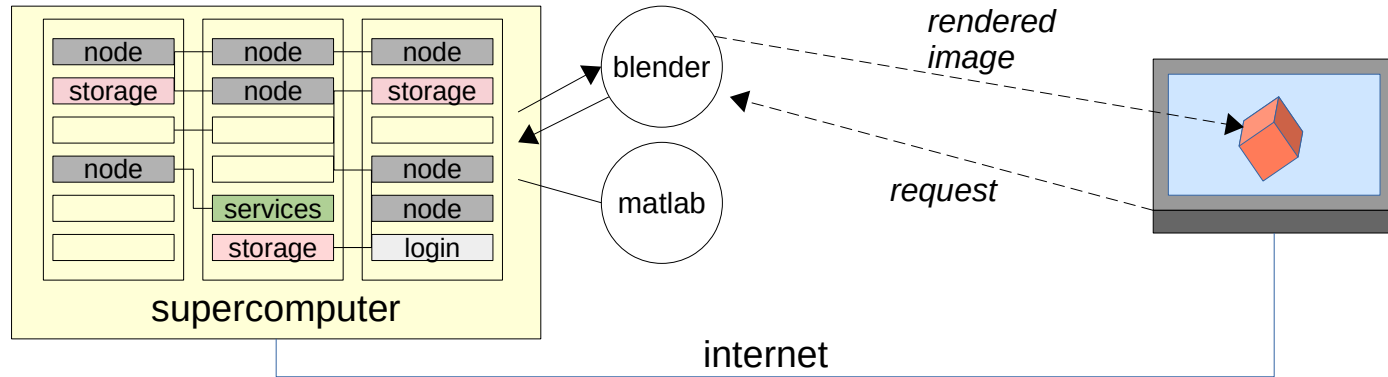 node
storage
node
node
node
services
storage
node
storage
node
node
login
supercomputer
blender
matlab
rendered
image
request
internet